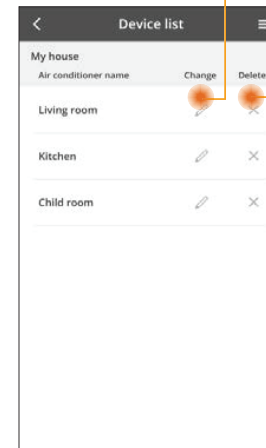 Device list
My house
Air conditioner name Change Delete
Living room
Kitchen
Child room